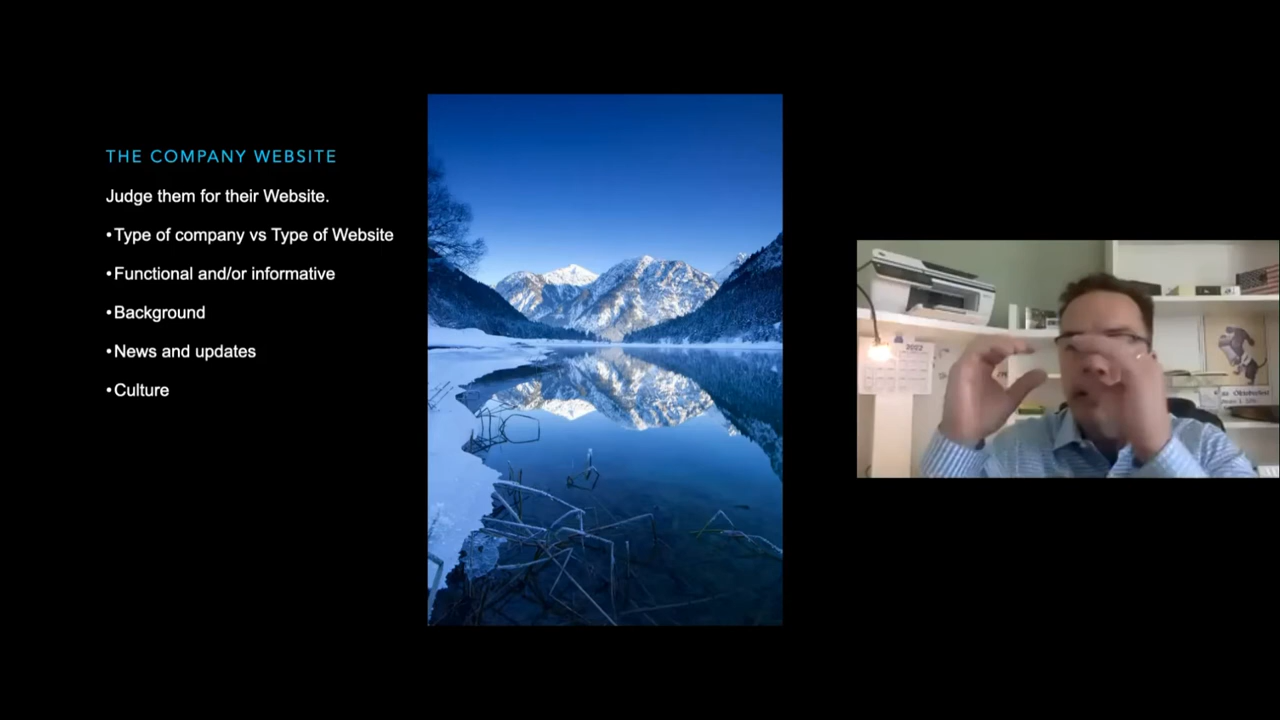 THE COMPANY WEBSITE
Judge them for their Website.
•Type of company vs Type of Website
•Functional and/or informative
•Background
•News and updates
•Culture
2022